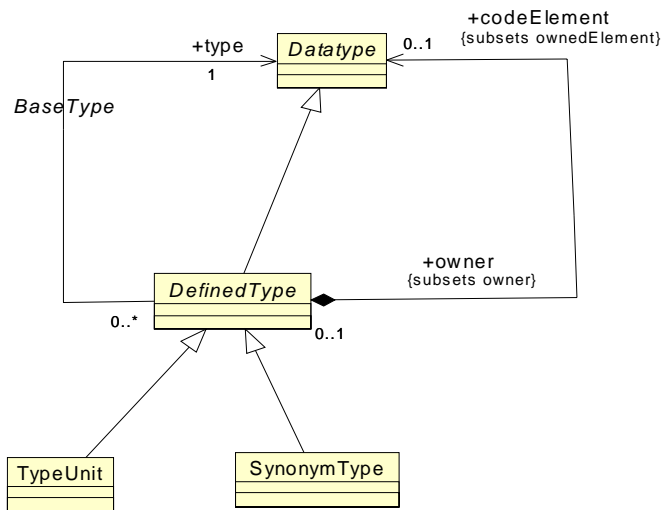 +codeElement
{subsets ownedElement}
+type
Datatype
0..1
1
BaseType
+owner
{subsets owner}
DefinedType
0..*
0..1
TypeUnit
SynonymType